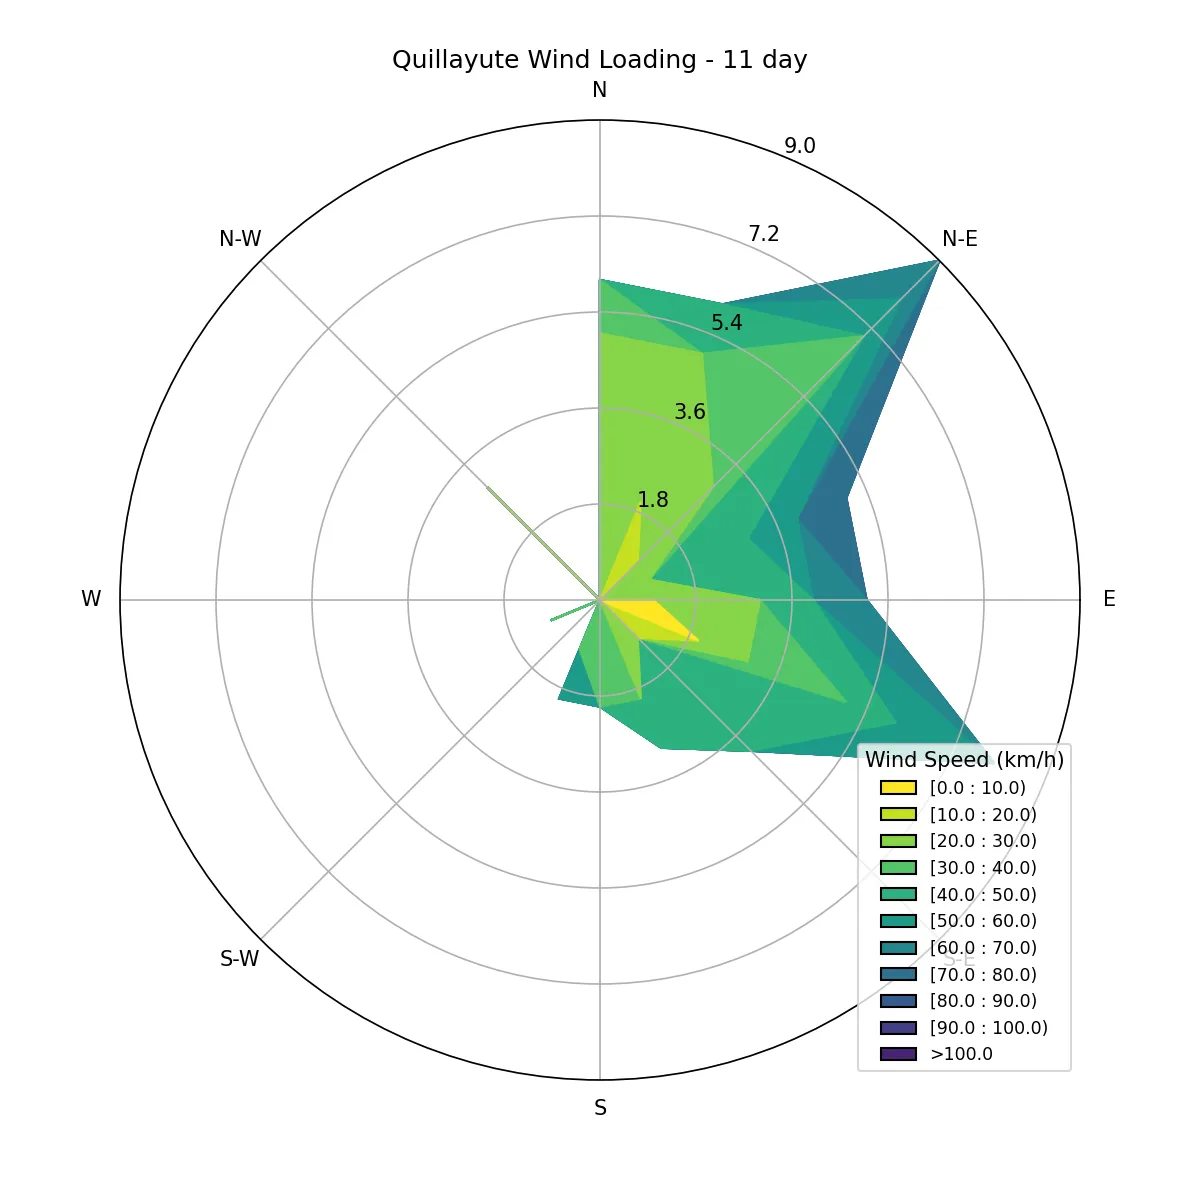 Quillayute Wind Loading - 11 day
N
9.0
N-W
7.2
N-E
5.4
3.6
1.8
W
E
Wind Speed (km/h)
[0.0 : 10.0)
[10.0 : 20.0)
[20.0 : 30.0)
[30.0 : 40.0)
[40.0 : 50.0)
[50.0 : 60.0)
[60.0 : 70.0)
[70.0 : 80.0)
[80.0 : 90.0)
[90.0 : 100.0)
>100.0
S-W
S-E
S